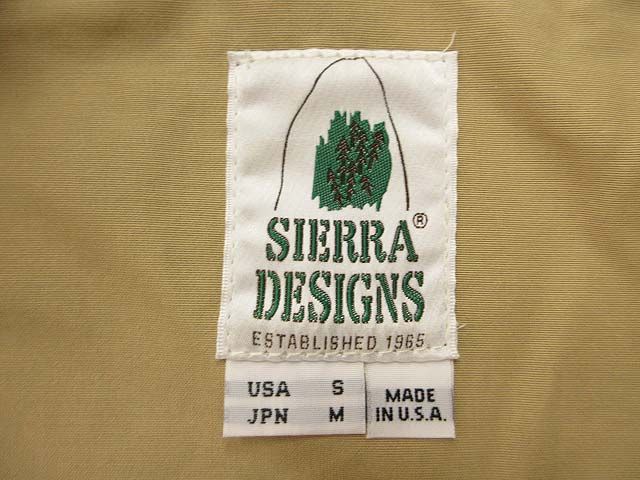 SIERRA®
DESIGNS
ESTABLISHED 1965
USA S
JPN M
MADE
IN U.S.A.